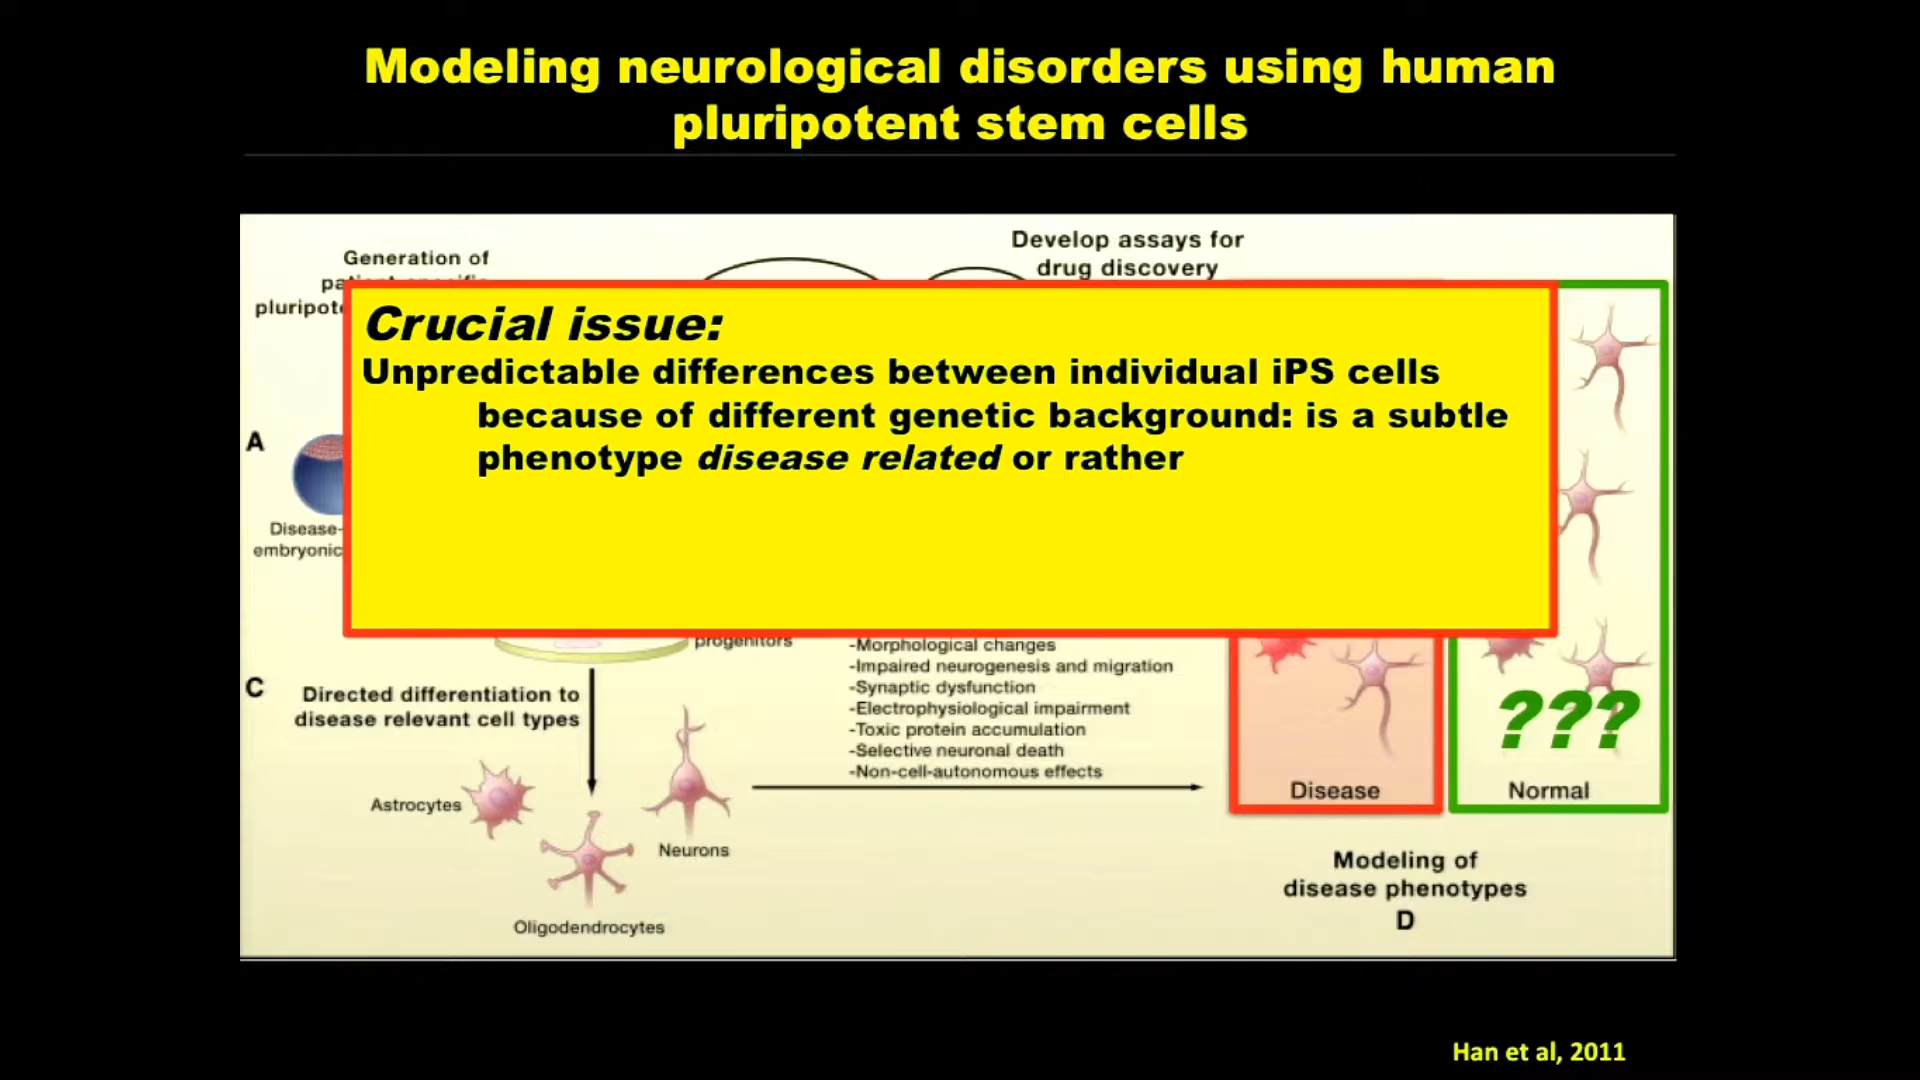 Modeling neurological disorders using human
pluripotent stem cells
Generation of
pluripot
Develop assays for
drug discovery
Crucial issue:
Unpredictable differences between individual iPS cells
because of different genetic background: is a subtle
phenotype disease related or rather
A
Disease-
embryonic
progenitors
-Morphological changes
-Impaired neurogenesis and migration
-Synaptic dysfunction
-Electrophysiological impairment
-Toxic protein accumulation
-Selective neuronal death
-Non-cell-autonomous effects
C
Directed differentiation to
disease relevant cell types
Astrocytes
Neurons
Oligodendrocytes
???
Disease
Normal
Modeling of
disease phenotypes
D
Han et al, 2011